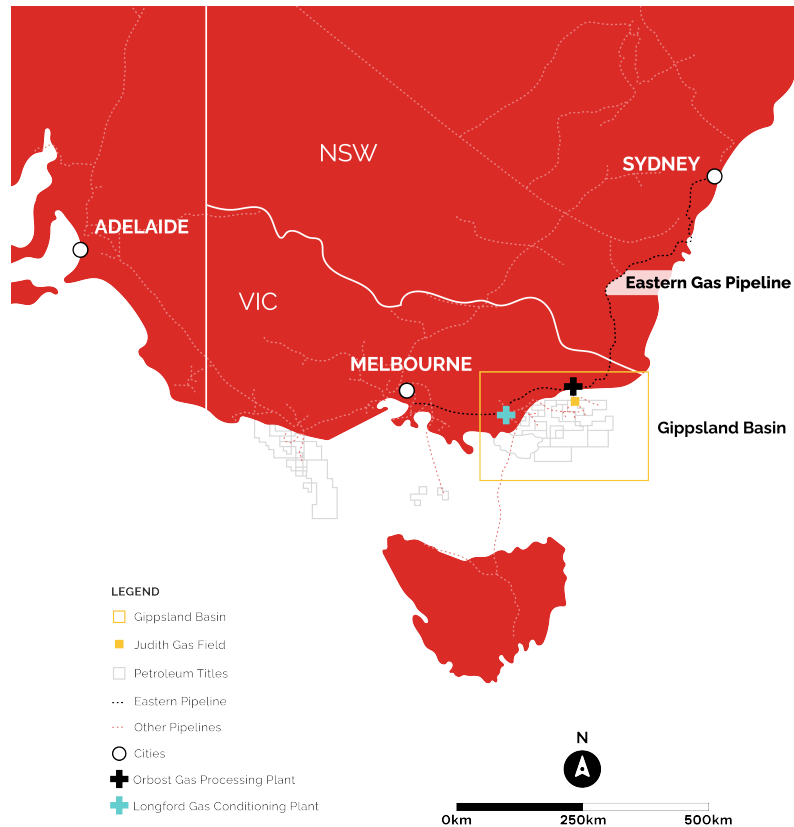 NSW
SYDNEY
ADELAIDE
Eastern Gas Pipeline
VIC
MELBOURNE
Gippsland Basin
LEGEND
Gippsland Basin
Judith Gas Field
Petroleum Titles
Eastern Pipeline
Other Pipelines
Cities
Orbost Gas Processing Plant
Longford Gas Conditioning Plant
N
0km 250km 500km